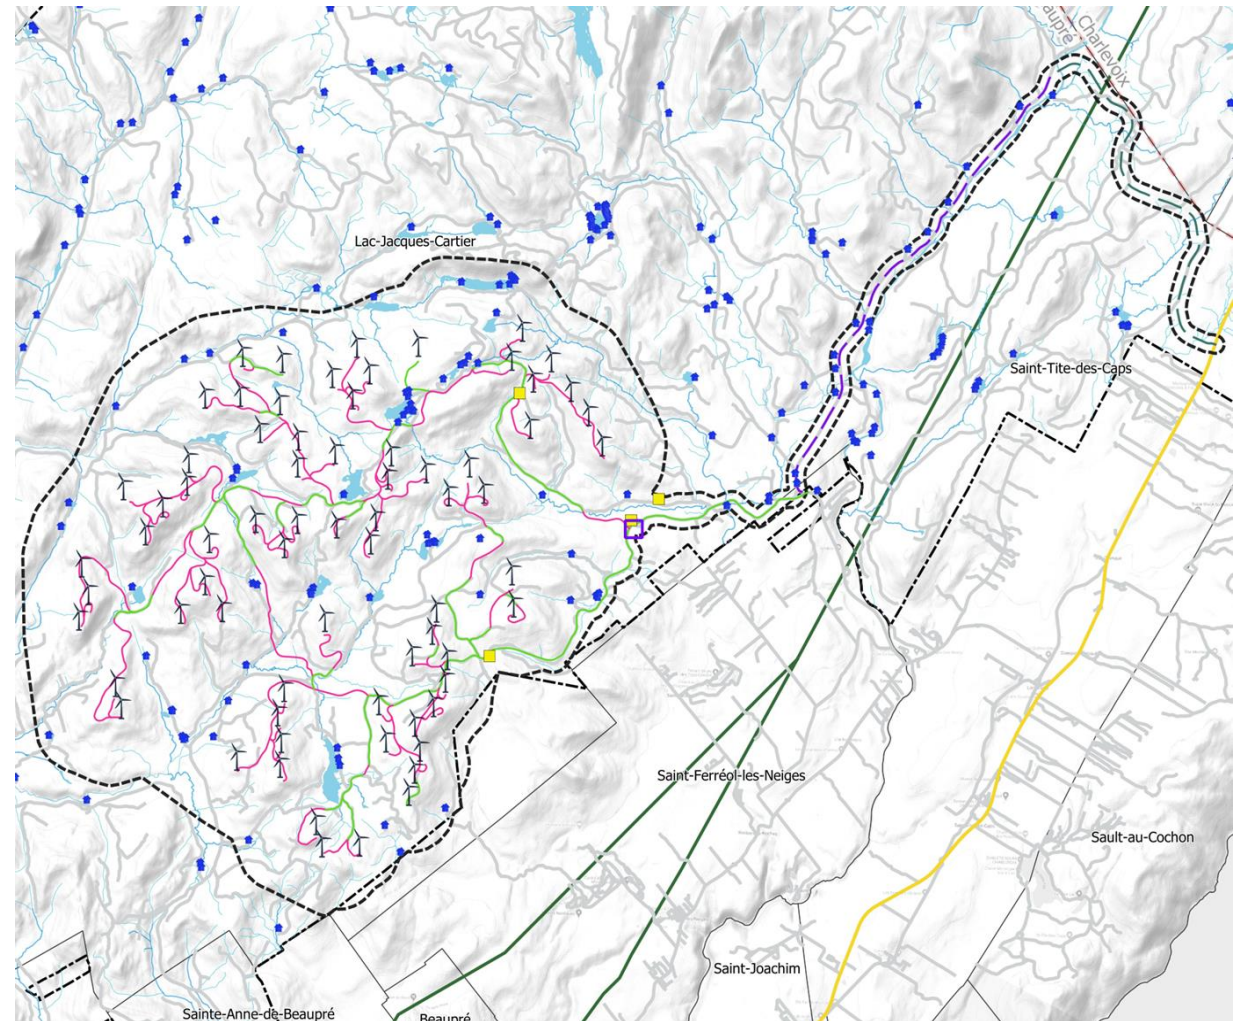 Charlevoix
Lac-Jacques-Cartier
Saint-Tite-des-Caps
Saint-Ferréol-les-Neiges
Sault-au-Cochon
Saint-Joachim
Sainte-Anne-de-Beaupré
Beaupré